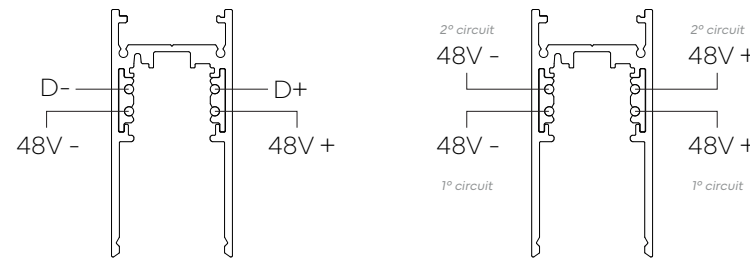 D-
D+
48V -
48V +
2º circuit
2º circuit
48V -
48V +
48V -
48V +
1º circuit
1º circuit